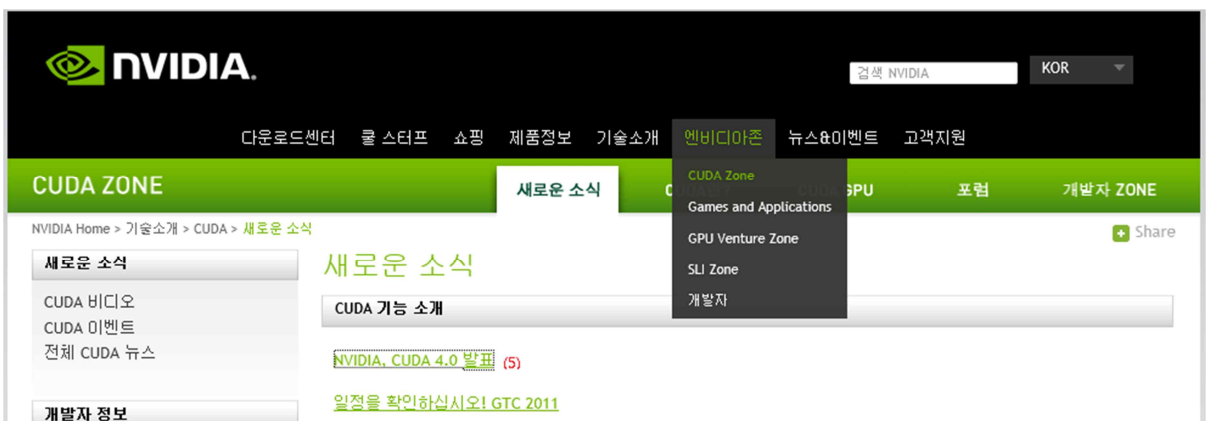 NVIDIA.
검색 NVIDIA
KOR
다운로드센터 쿨 스터프 쇼핑 제품정보 기술소개 엔비디아존 뉴스&이벤트 고객지원
CUDA ZONE
새로운 소식
GPU
포럼
개발자 ZONE
CUDA Zone
Games and Applications
GPU Venture Zone
SLI Zone
개발자
NVIDIA Home > 기술소개 > CUDA > 새로운 소식
Share
새로운 소식
CUDA 비디오
CUDA 이벤트
전체 CUDA 뉴스
개발자 정보
새로운 소식
CUDA 기능 소개
NVIDIA, CUDA 4.0 발표 (5)
일정을 확인하십시오! GTC 2011